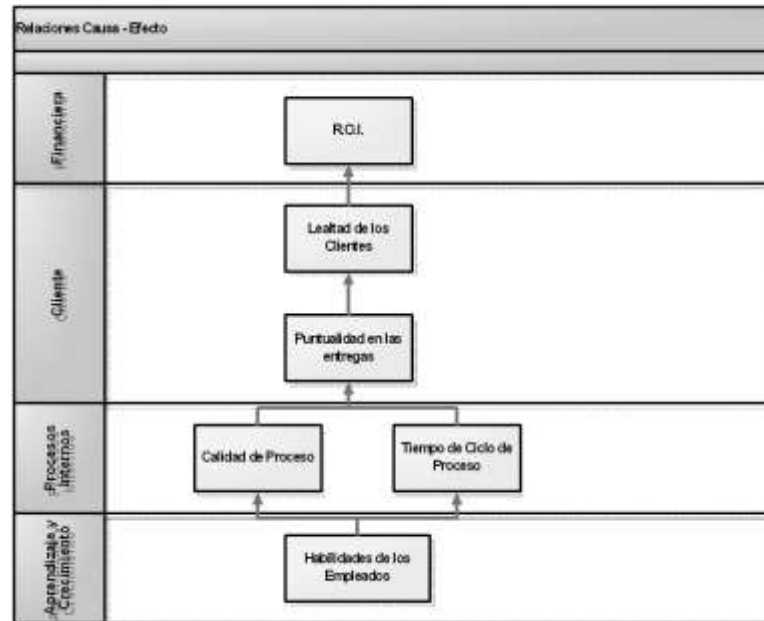 Relaciones Causa - Efecto
Financiera
R.O.I.
Cliente
Lealtad de los
Clientes
Puntualidad en las
entregas
Procesos
Internos
Calidad de Proceso
Tiempo de Ciclo de
Proceso
Aprendizaje y
Crecimiento
Habilidades de los
Empleados